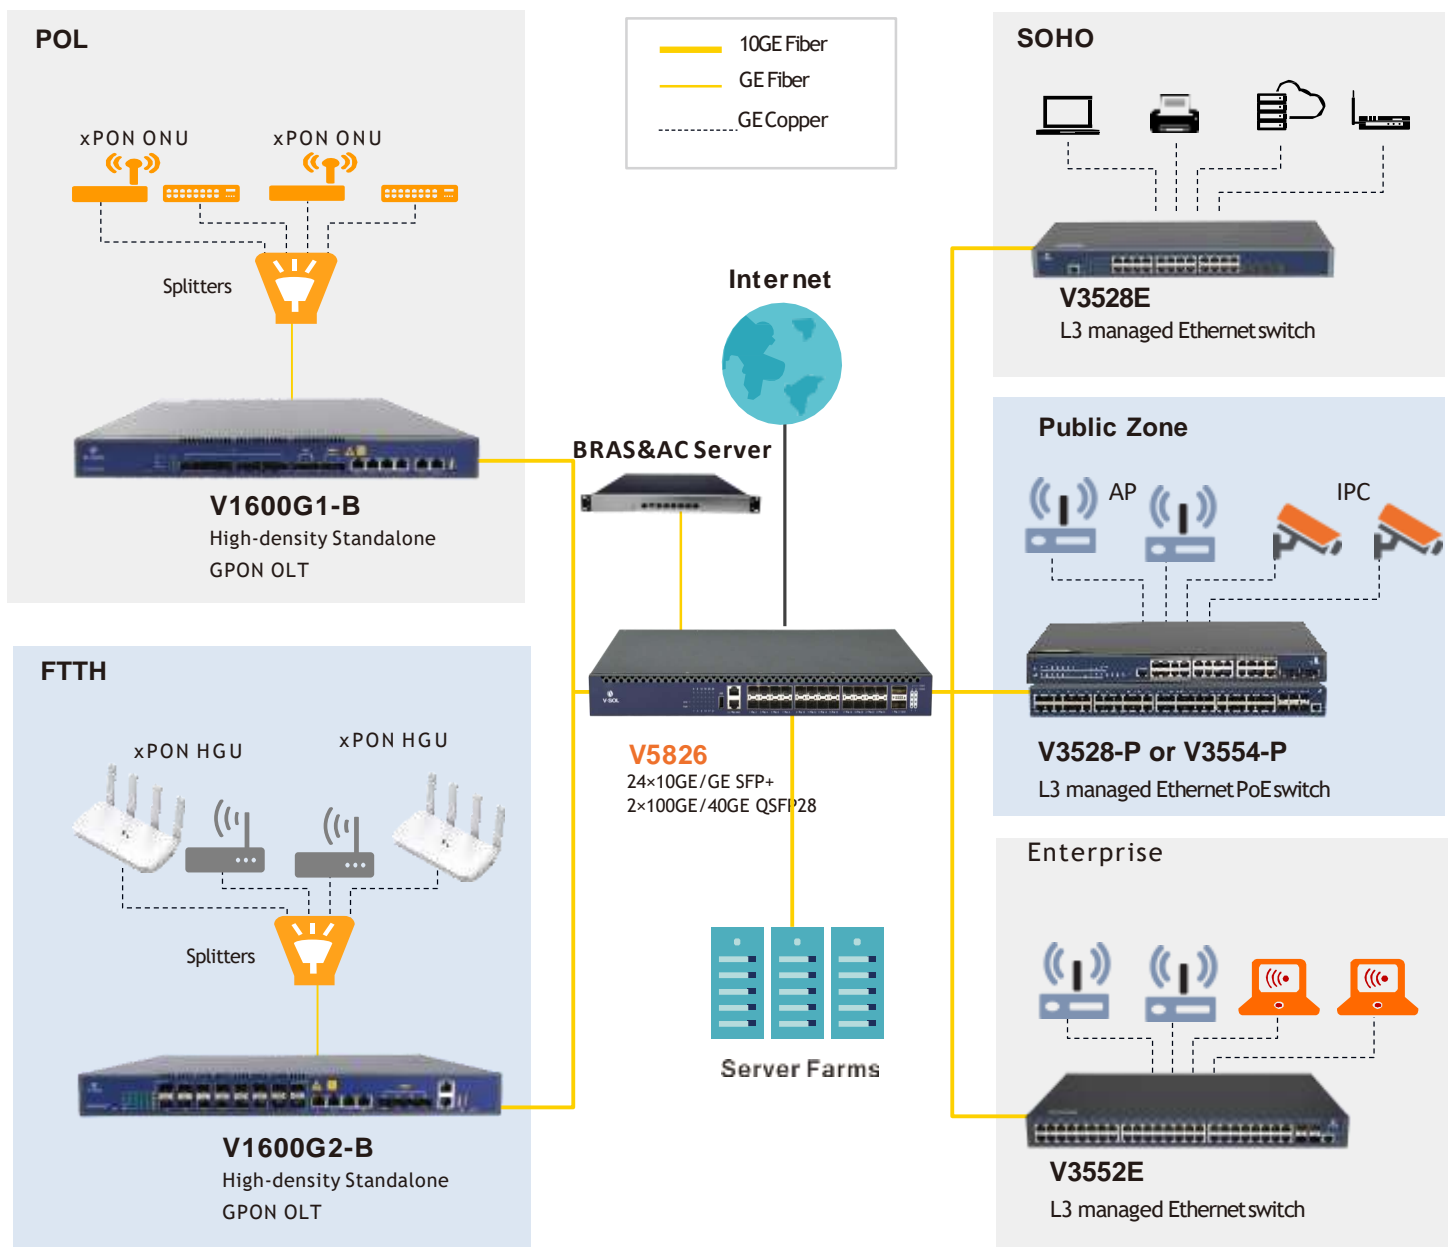 POL
xPON ONU
xPON ONU
Splitters
V1600G1-B
High-density Standalone
GPON OLT
FTTH
xPON HGU
xPON HGU
Splitters
V1600G2-B
High-density Standalone
GPON OLT
10GE Fiber
GE Fiber
GE Copper
Internet
BRAS&AC Server
V-SOL
V5826
24×10GE/GE SFP+
2×100GE/40GE QSFP28
Server Farms
SOHO
V3528E
L3 managed Ethernet switch
Public Zone
AP
IPC
V3528-P or V3554-P
L3 managed Ethernet PoE switch
Enterprise
V3552E
L3 managed Ethernet switch